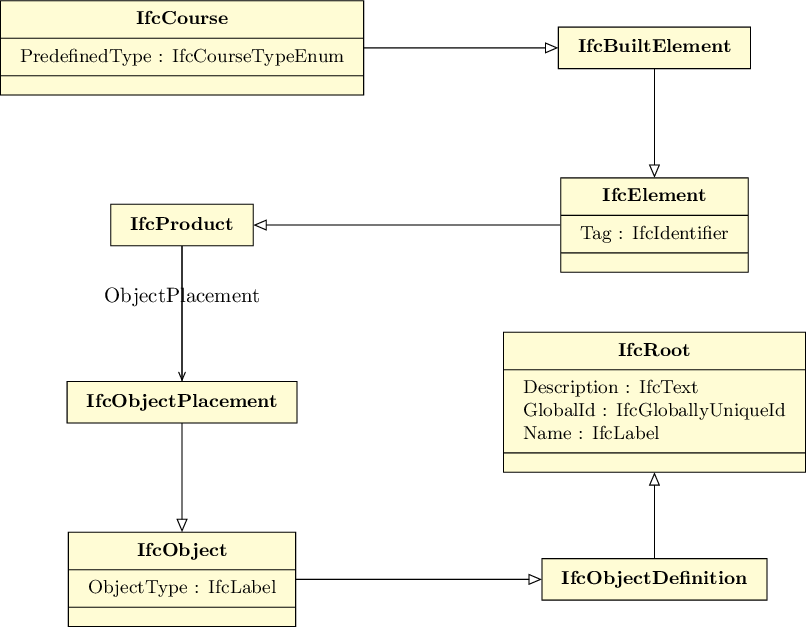 IfcCourse
PredefinedType : IfcCourseTypeEnum
IfcBuiltElement
IfcElement
Tag : IfcIdentifier
IfcProduct
ObjectPlacement
IfcObjectPlacement
IfcRoot
Description : IfcText
GlobalId : IfcGloballyUniqueId
Name : IfcLabel
IfcObject
ObjectType : IfcLabel
IfcObjectDefinition